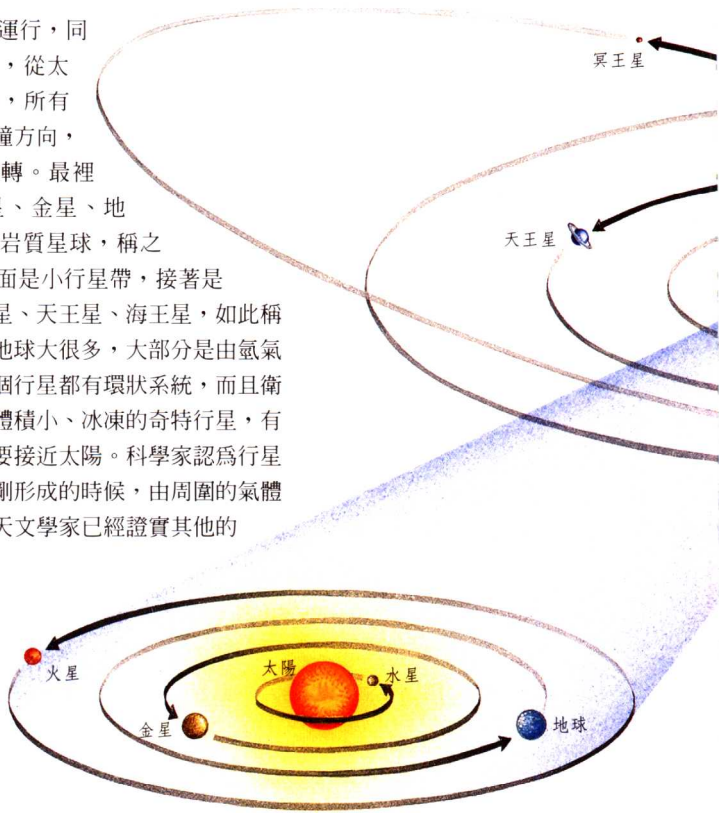 運行，同
，從太
，所有
鐘方向，
轉。最裡
星、金星、地
岩質星球，稱之
面是小行星帶，接著是
星、天王星、海王星，如此稱
地球大很多，大部分是由氫氣
個行星都有環狀系統，而且衛
體積小、冰凍的奇特行星，有
要接近太陽。科學家認爲行星
剛形成的時候，由周圍的氣體
天文學家已經證實其他的
冥王星
天王星
火星
太陽
水星
金星
地球